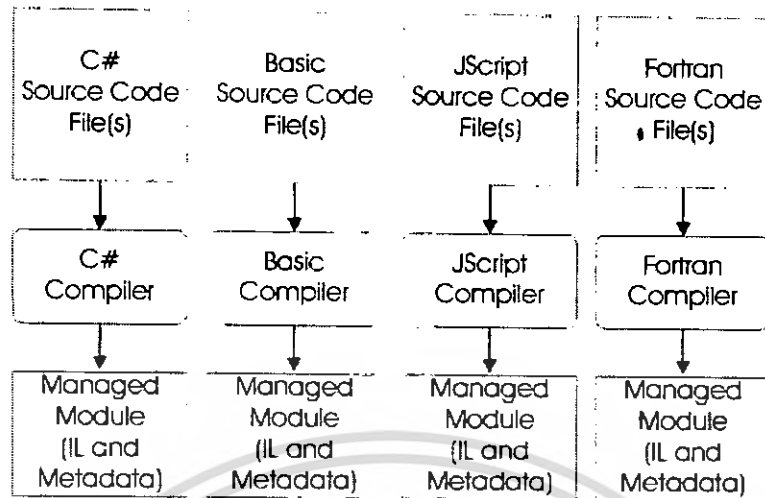 C#
Source Code
File(s)
Basic
Source Code
File(s)
JScript
Source Code
File(s)
Fortran
Source Code
File(s)
C#
Compiler
Basic
Compiler
JScript
Compiler
Fortran
Compiler
Managed
Module
(IL and
Metadata)
Managed
Module
(IL and
Metadata)
Managed
Module
(IL and
Metadata)
Managed
Module
(IL and
Metadata)